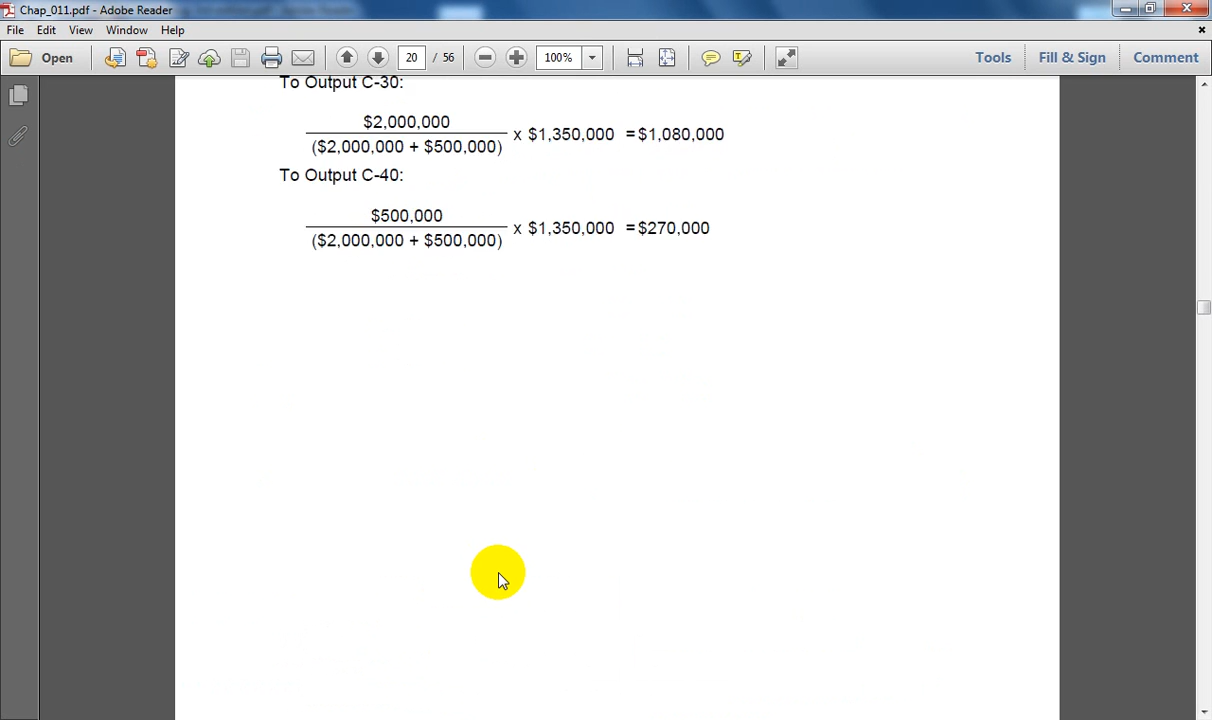 Chap_011.pdf - Adobe Reader
File Edit View Window Help
Open 20 / 56 100% Tools Fill & Sign Comment
To Output C-30:
$2,000,000
($2,000,000 + $500,000)
x $1,350,000 =$1,080,000
To Output C-40:
$500,000
($2,000,000 + $500,000)
x $1,350,000 =$270,000